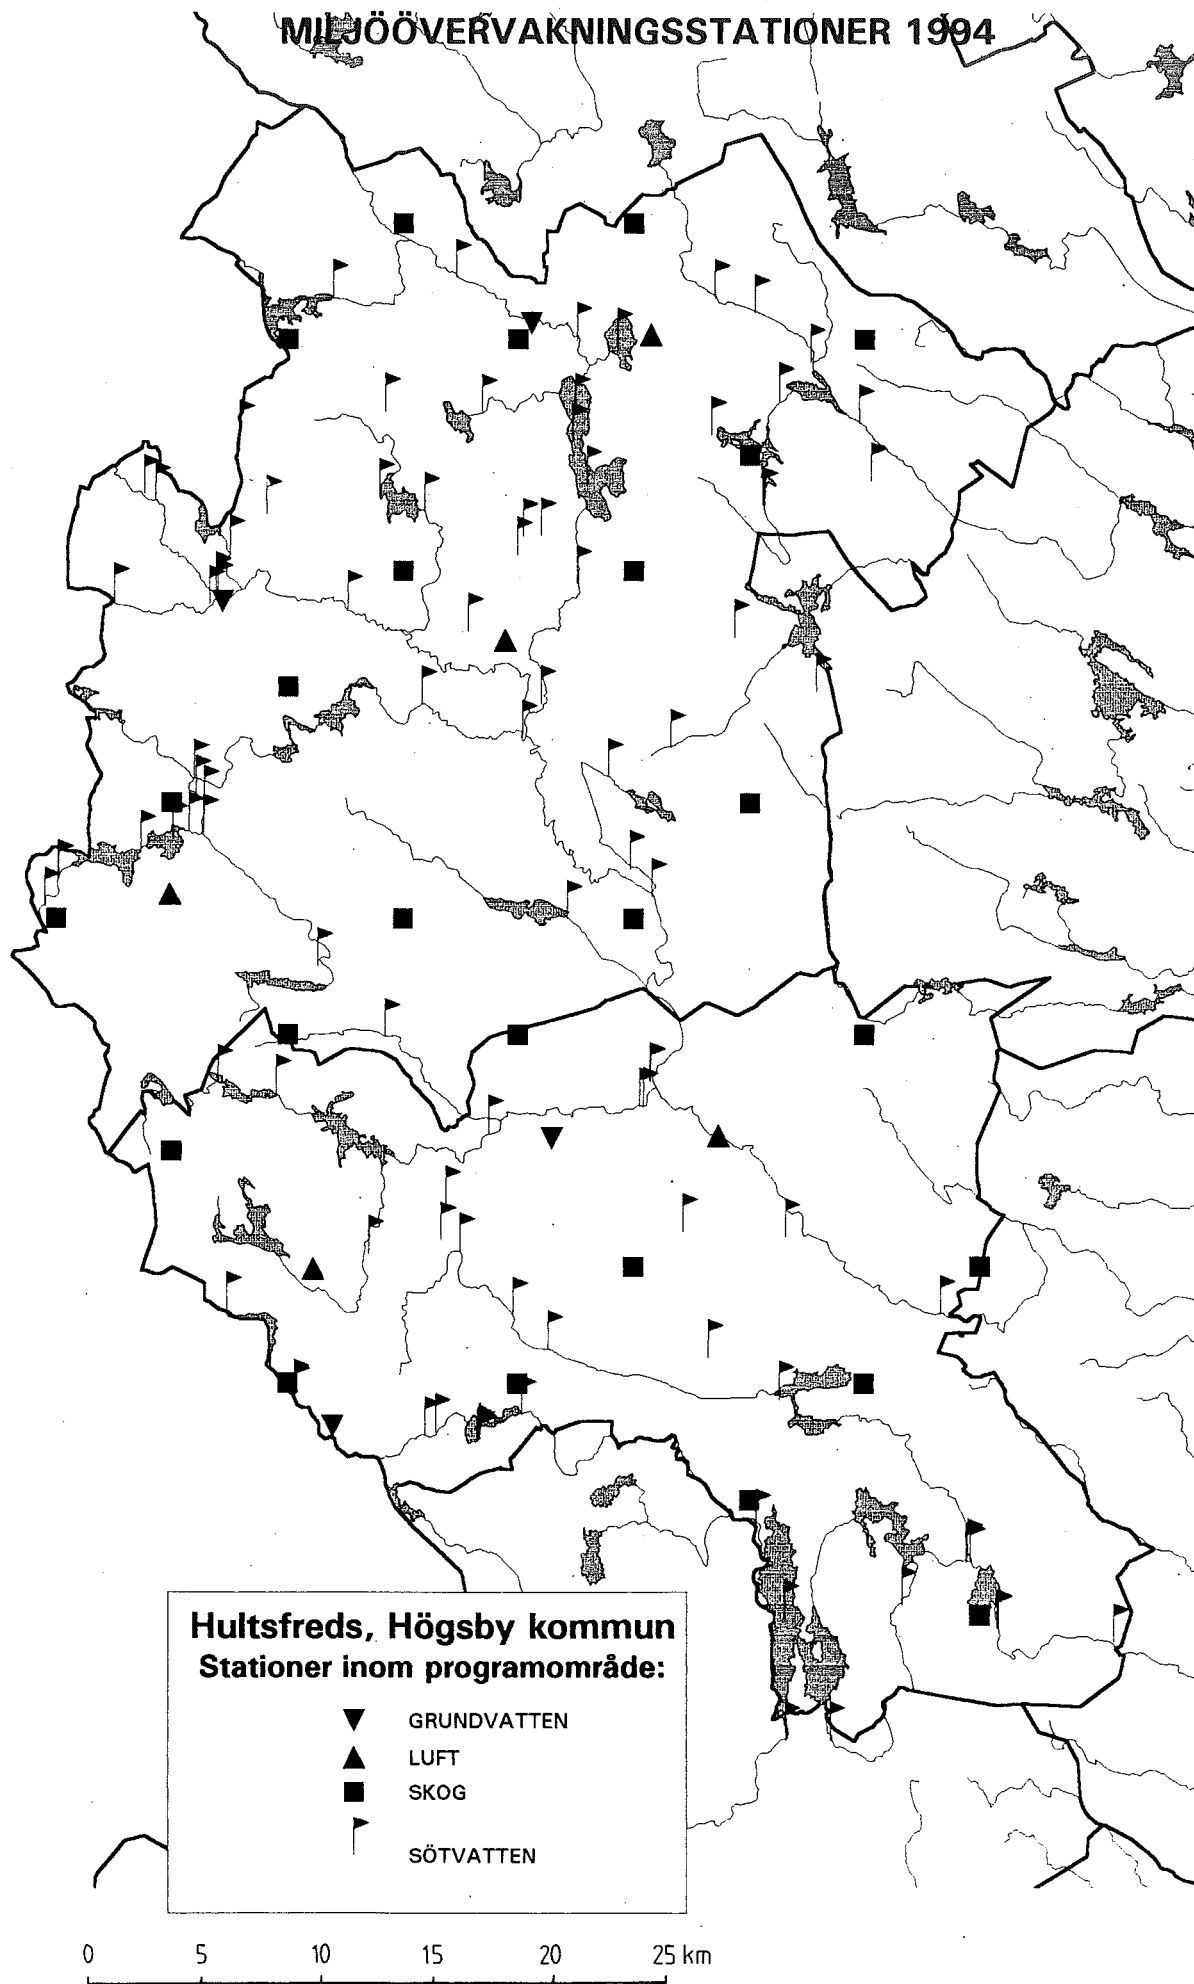 MILJÖÖVERVAKNINGSSTATIONER 1994
Hultsfreds, Högsby kommun
Stationer inom programområde:
GRUNDVATTEN
LUFT
SKOG
SÖTVATTEN
0 5 10 15 20 25 km